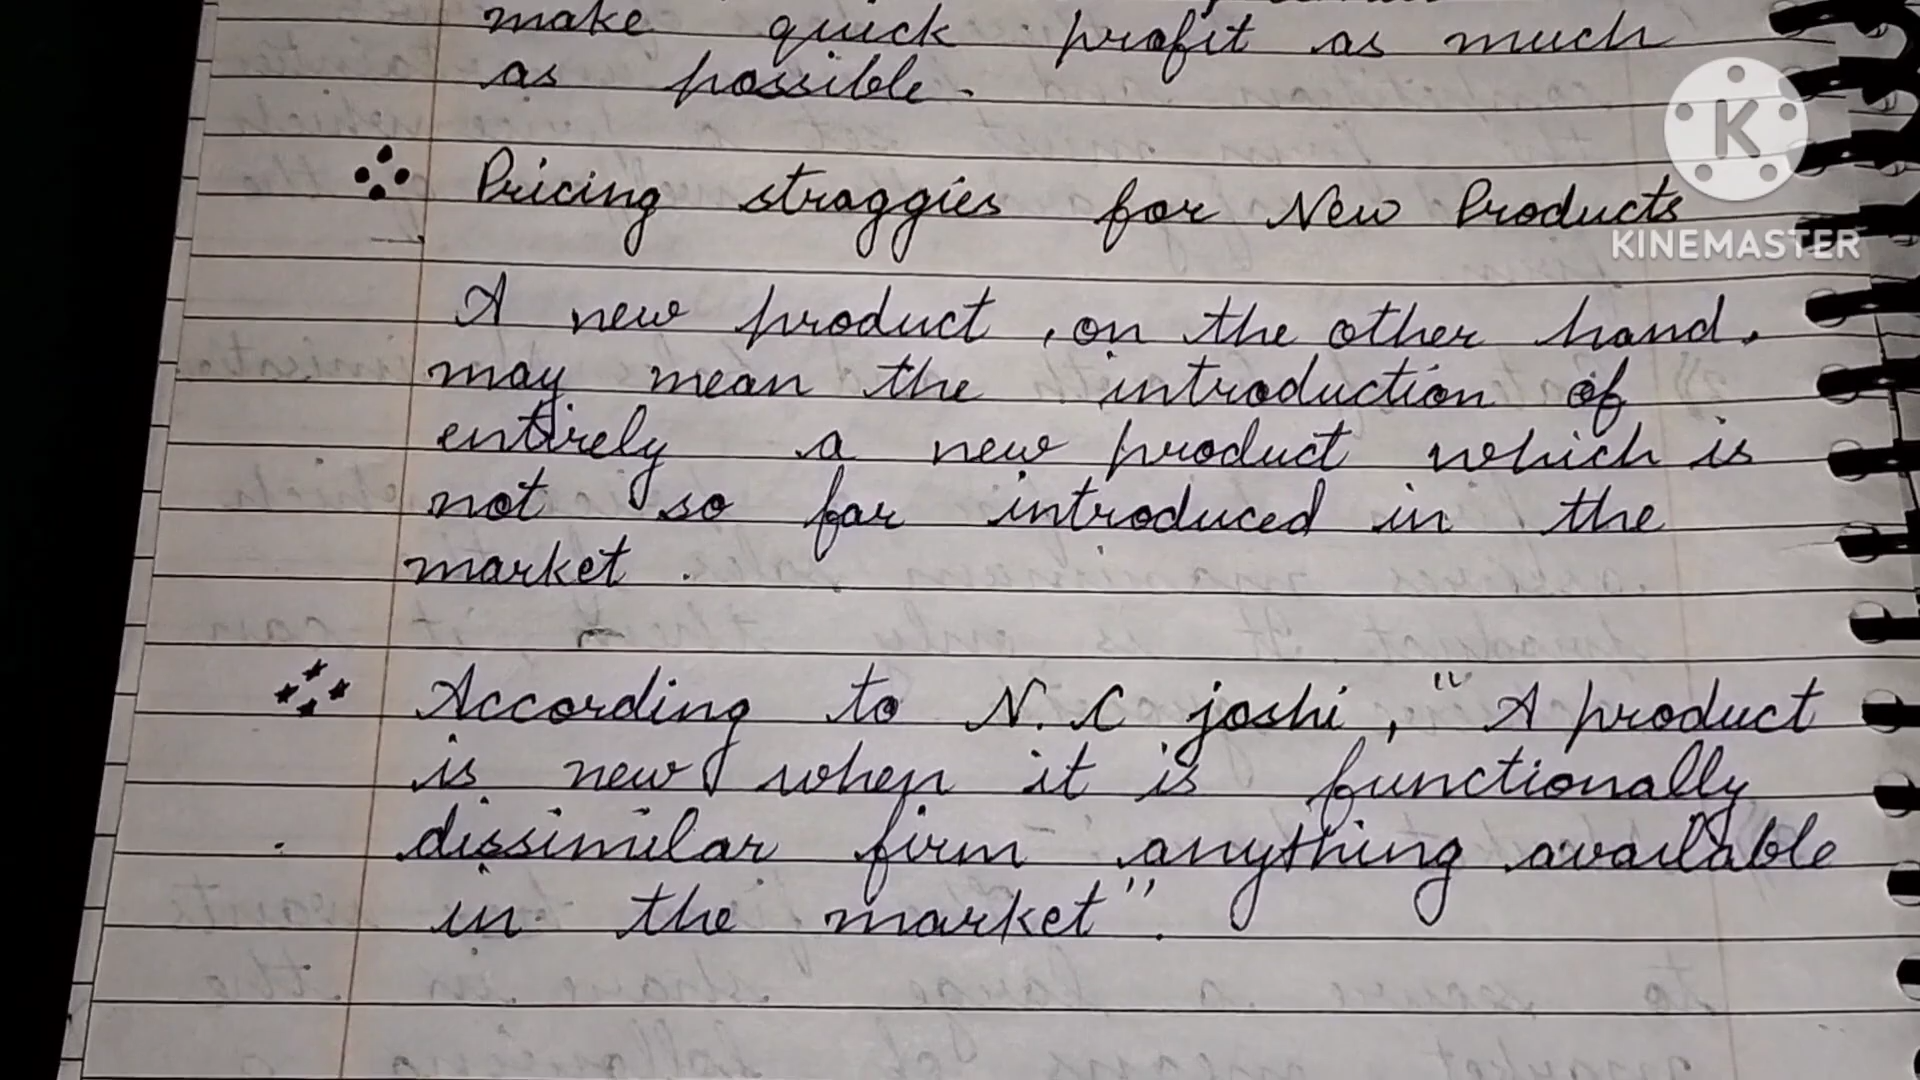 make quick profit as much
as possible.
Pricing straggies for New Products
A new product, on the other hand,
may mean the introduction of
entirely a new product which is
not so far introduced in the
market.
According to N. C joshi, "A product
is new when it is functionally
dissimilar firm anything available
in the market".
K
KINEMASTER